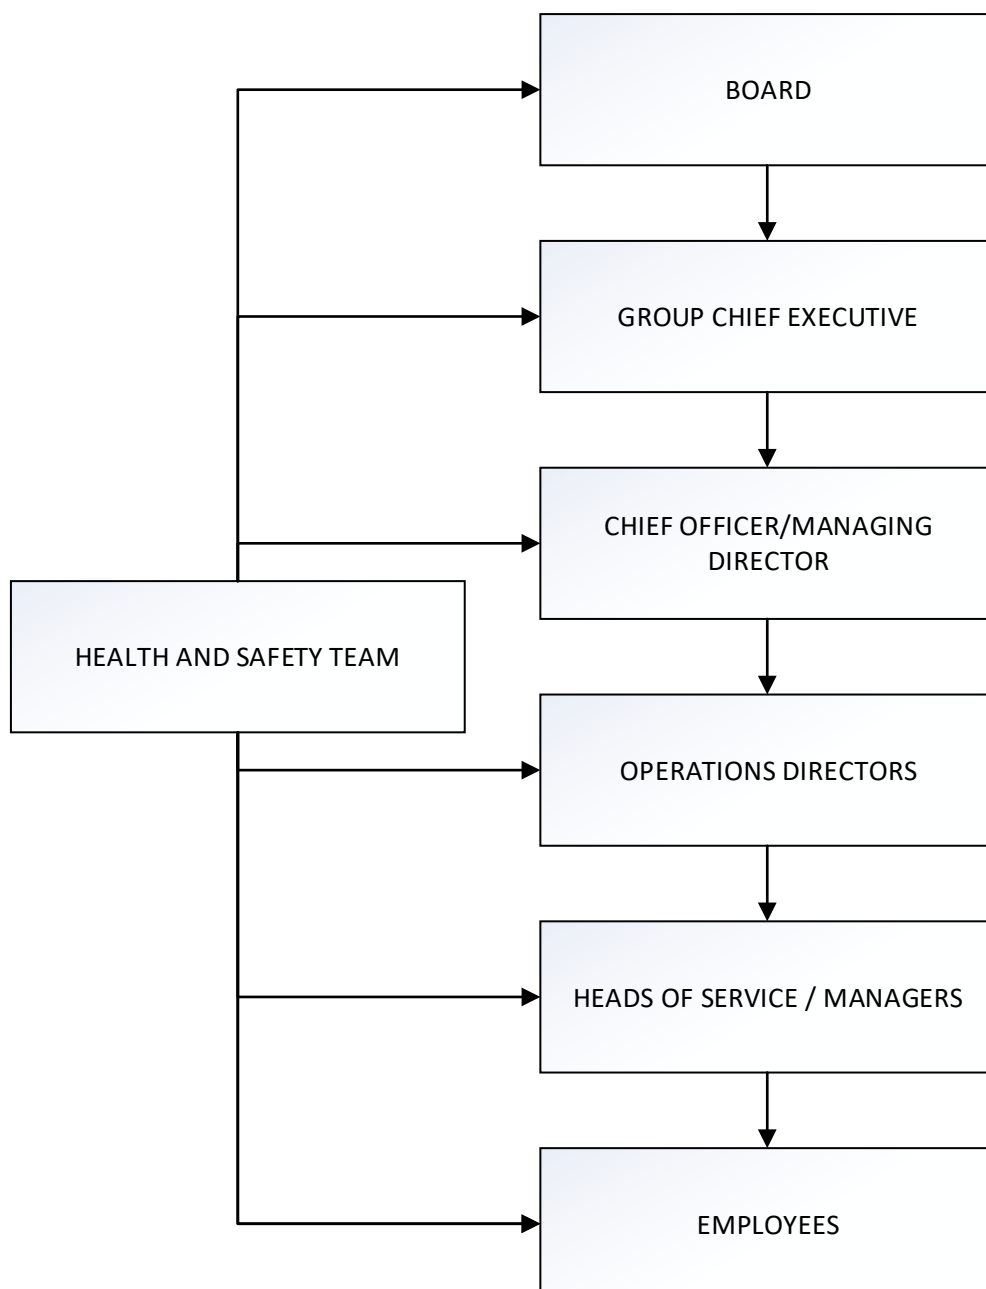 BOARD
GROUP CHIEF EXECUTIVE
CHIEF OFFICER/MANAGING
DIRECTOR
HEALTH AND SAFETY TEAM
OPERATIONS DIRECTORS
HEADS OF SERVICE / MANAGERS
EMPLOYEES